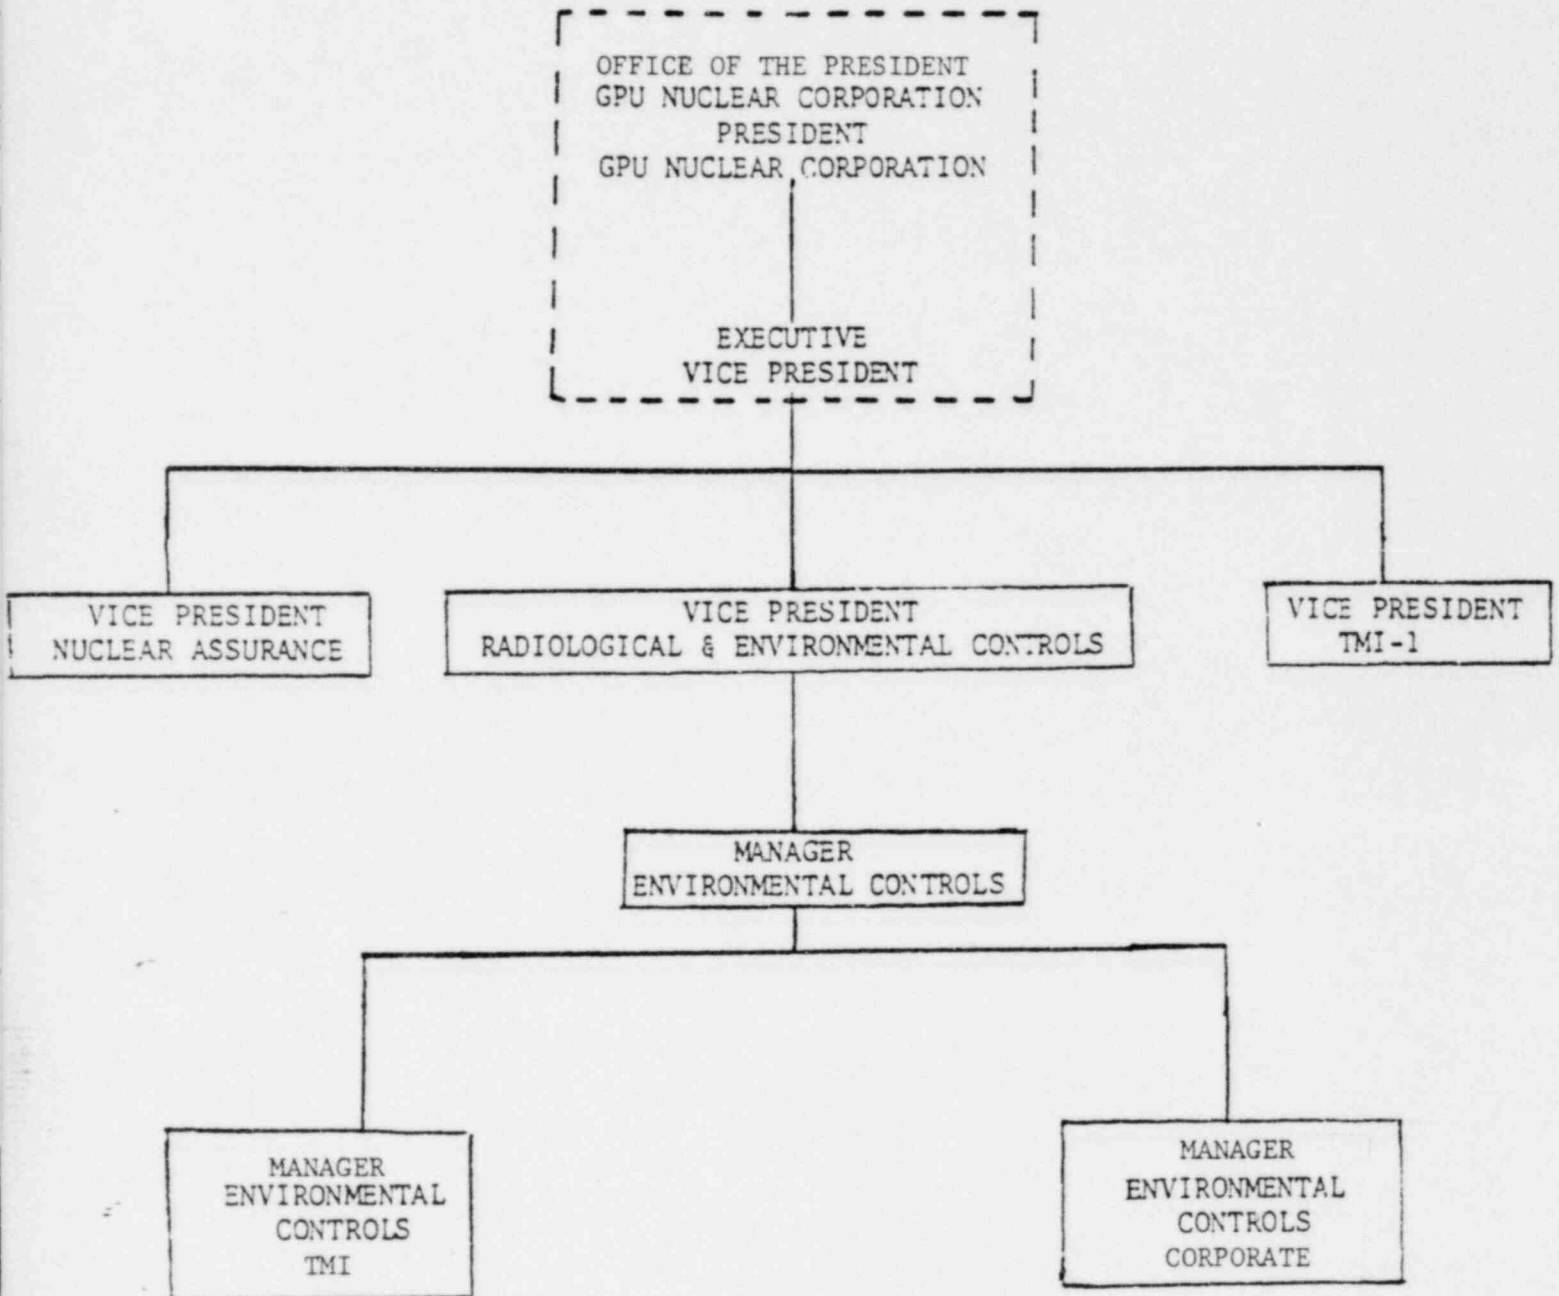 OFFICE OF THE PRESIDENT
GPU NUCLEAR CORPORATION
PRESIDENT
GPU NUCLEAR CORPORATION
EXECUTIVE
VICE PRESIDENT
VICE PRESIDENT
NUCLEAR ASSURANCE
VICE PRESIDENT
RADIOLOGICAL & ENVIRONMENTAL CONTROLS
VICE PRESIDENT
TMI-1
MANAGER
ENVIRONMENTAL CONTROLS
MANAGER
ENVIRONMENTAL
CONTROLS
TMI
MANAGER
ENVIRONMENTAL
CONTROLS
CORPORATE